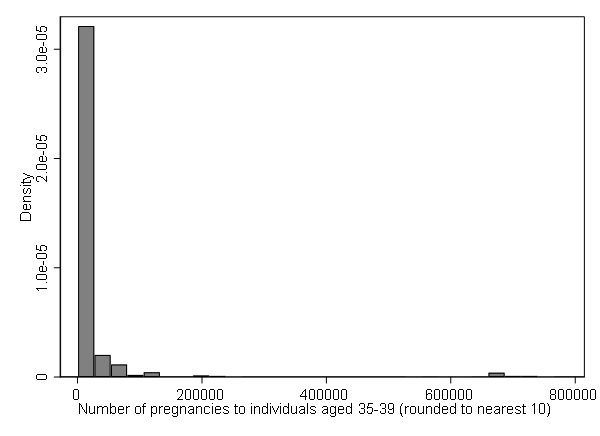 3.0e-05
2.0e-05
1.0e-05
0
Density
0 200000 400000 600000 800000
Number of pregnancies to individuals aged 35-39 (rounded to nearest 10)